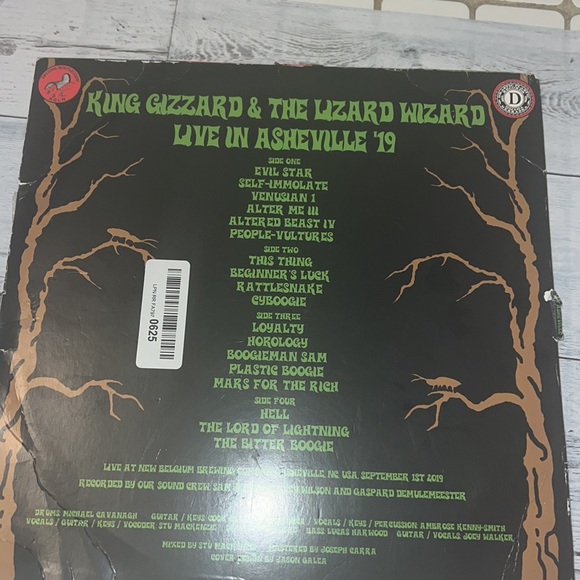 KING GIZZARD & THE LIZARD WIZARD
LIVE IN ASHEVILLE '19
SIDE ONE
EVIL STAR
SELF-IMMOLATE
VENUSIAN 1
ALTER ME III
ALTERED BEAST IV
PEOPLE-VULTURES
SIDE TWO
THIS THING
BEGINNER'S LUCK
RATTLESNAKE
CYBOOGIE
SIDE THREE
LOYALTY
HOROLOGY
BOOGIEMAN SAM
PLASTIC BOOGIE
MARS FOR THE RICH
SIDE FOUR
HELL
THE LORD OF LIGHTNING
THE BITTER BOOGIE
LIVE AT NEW BELGIUM BREWING ASHEVILLE, NC, USA. SEPTEMBER 1ST 2019
RECORDED BY OUR SOUND CREW SAM WILSON AND GASPARD DEMULEMEESTER
DRUMS MICHAEL CAVANAGH GUITAR / KEYS COOK / VOCALS / KEYS / PERCUSSION AMBROSE KENNY-SMITH
VOCALS / GUITAR / KEYS / VOCODER STU MACKENZIE BASS LUCAS HARWOOD GUITAR / VOCALS JOEY WALKER
MIXED BY STU MASTERED BY JOSEPH CARRA
COVER BY JASON GALEA
D
0625